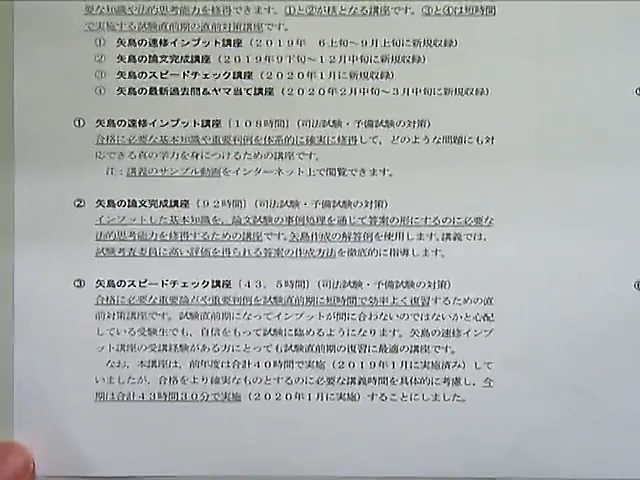 要な知識や法的思考能力を修得できます。①と②が核となる講座です。③と④は短時間
で実施する試験直前期の直前対策講座です。
① 矢島の速修インプット講座(2019年 6上旬~9月上旬に新規収録)
② 矢島の論文完成講座(2019年9下旬~12月中旬に新規収録)
③ 矢島のスピードチェック講座(2020年1月に新規収録)
④ 矢島の最新過去問&ヤマ当て講座(2020年2月中旬~3月中旬に新規収録)
① 矢島の速修インプット講座〔108時間〕(司法試験・予備試験の対策)
合格に必要な基本知識や重要判例を体系的に確実に修得して、どのような問題にも対
応できる真の学力を身につけるための講座です。
注:講義のサンプル動画をインターネット上で閲覧できます。
② 矢島の論文完成講座〔92時間〕(司法試験・予備試験の対策)
インプットした基本知識を、論文試験の事例処理を通じて答案の形にするのに必要な
法的思考能力を修得するための講座です。矢島作成の解答例を使用します。講義では、
試験考査委員に高い評価を得られる答案の作成方法を徹底的に指導します。
③ 矢島のスピードチェック講座〔43.5時間〕(司法試験・予備試験の対策)
合格に必要な重要論点や重要判例を試験直前期に短時間で効率よく復習するための直
前対策講座です。試験直前期になってインプットが間に合わないのではないかと心配
している受験生でも、自信をもって試験に臨めるようになります。矢島の速修インプ
ット講座の受講経験がある方にとっても試験直前期の復習に最適の講座です。
なお、本講座は、前年度は合計40時間で実施(2019年1月に実施済み)して
いましたが、合格をより確実なものとするのに必要な講義時間を具体的に考慮し、今
期は合計43時間30分で実施(2020年1月に実施)することにしました。